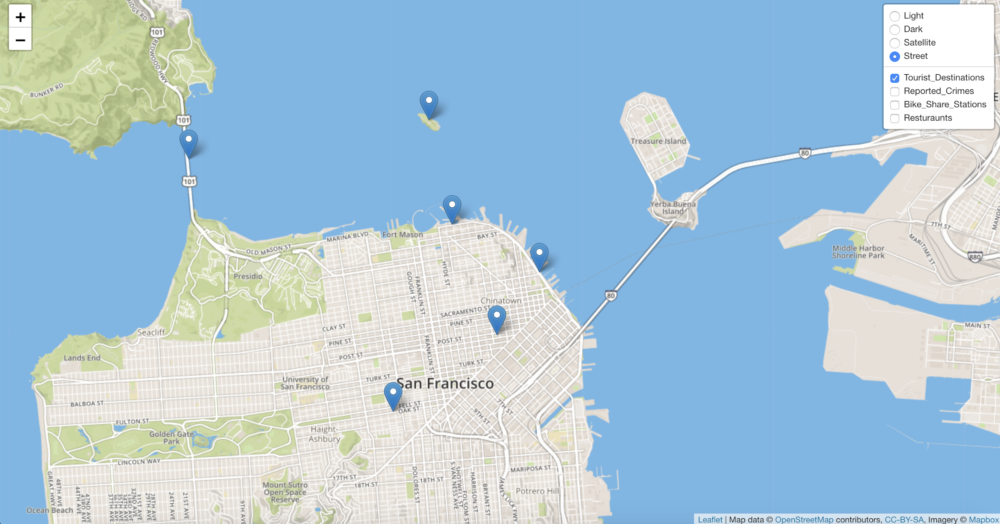 +
−
Light
Dark
Satellite
Street
Tourist_Destinations
Reported_Crimes
Bike_Share_Stations
Resturaunts
101
REDWOOD HWY
BUNKER RD
101
101
Treasure Island
80
Yerba Buena
Island
7TH ST
MARITIME ST
Middle Harbor
Shoreline Park
880
MARINA BLVD
Fort Mason
BAY ST
OLD MASON ST
Presidio
HYDE ST
FRANKLIN ST
GOUGH ST
80
Chinatown
SACRAMENTO ST
PINE ST
CLAY ST
Seacliff
MAIN ST
PINE ST
POST ST
FRANKLIN ST
POST ST
Lands End
TURK ST
University of
San Francisco
TURK ST
San Francisco
BALBOA ST
FELL ST
OAK ST
7TH ST
9TH ST
FULTON ST
Golden Gate
Park
Haight-
Ashbury
LINCOLN WAY
MARIPOSA ST
17TH ST
18TH ST
18TH ST
DOLORES ST
S VAN NESS AVE
SHOTWELL ST
FOLSOM ST
HARRISON ST
BRYANT ST
JAMES LICK FWY
Potrero Hill
Mount Sutro
Open Space
Reserve
GREAT HWY
48TH AVE
44TH AVE
43RD AVE
42ND AVE
37TH AVE
36TH AVE
35TH AVE
34TH AVE
33RD AVE
32ND AVE
31ST AVE
29TH AVE
28TH AVE
24TH AVE
21ST AVE
9TH AVE
Ocean Beach
Leaflet | Map data © OpenStreetMap contributors, CC-BY-SA, Imagery © Mapbox